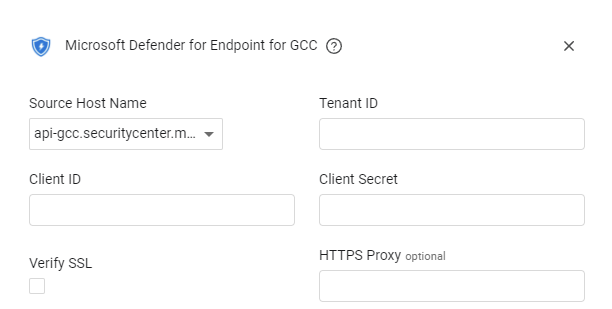 Microsoft Defender for Endpoint for GCC ?
Source Host Name
api-gcc.securitycenter.m...
Tenant ID
Client ID
Client Secret
Verify SSL
HTTPS Proxy optional